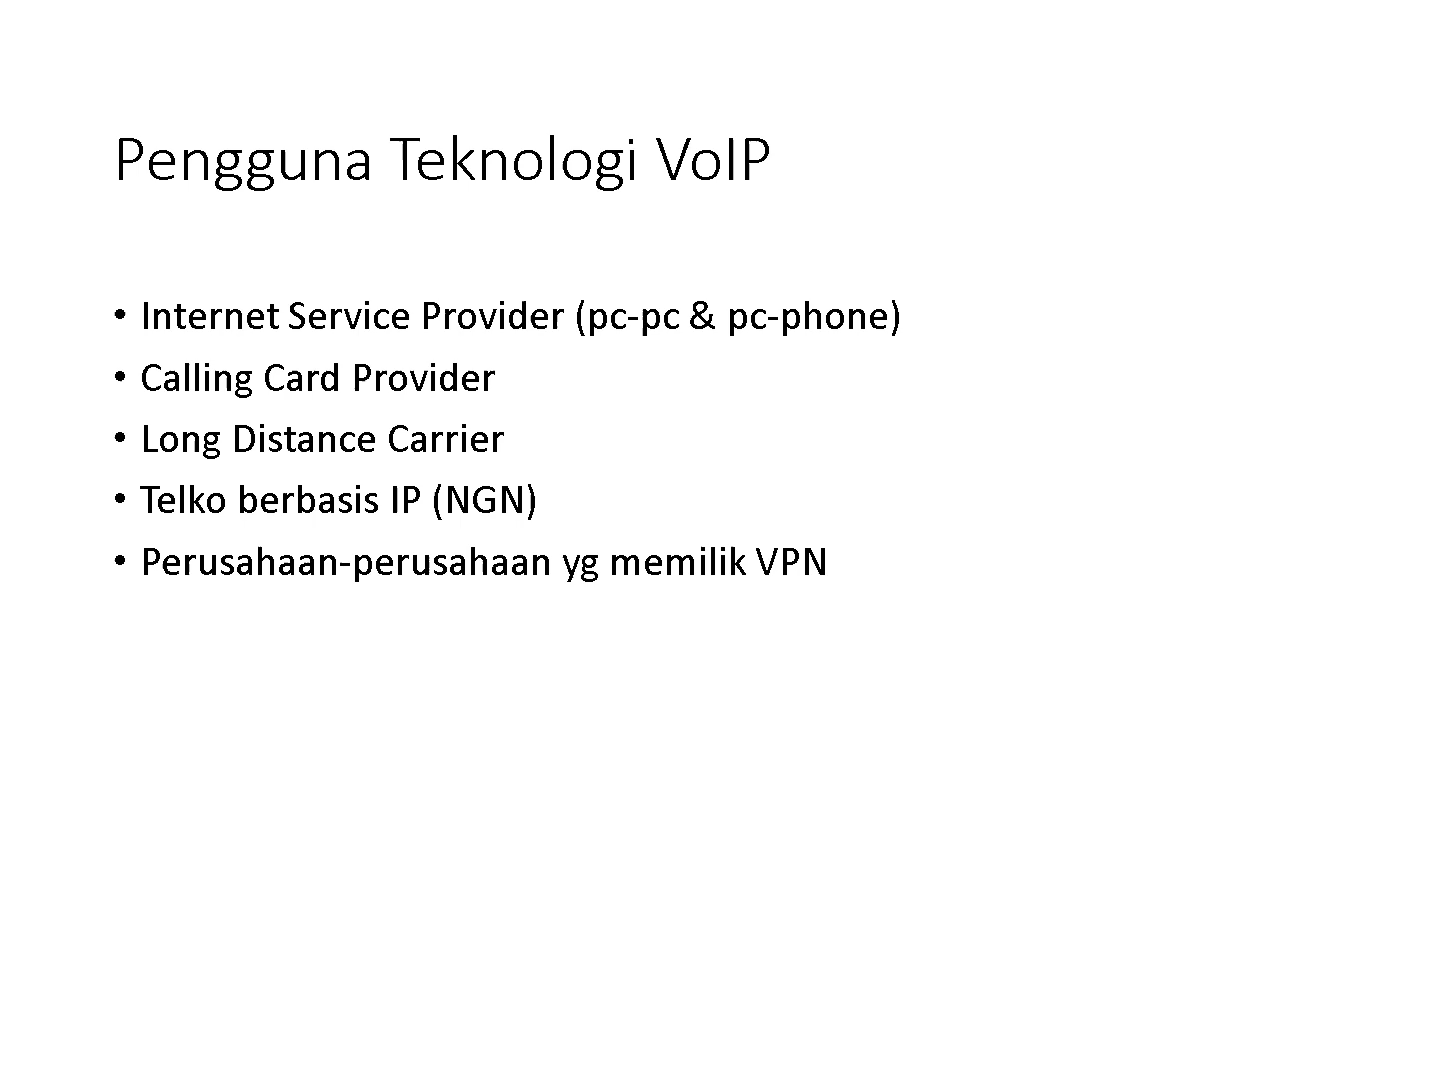 Pengguna Teknologi VoIP
• Internet Service Provider (pc-pc & pc-phone)
• Calling Card Provider
• Long Distance Carrier
• Telko berbasis IP (NGN)
• Perusahaan-perusahaan yg memilik VPN